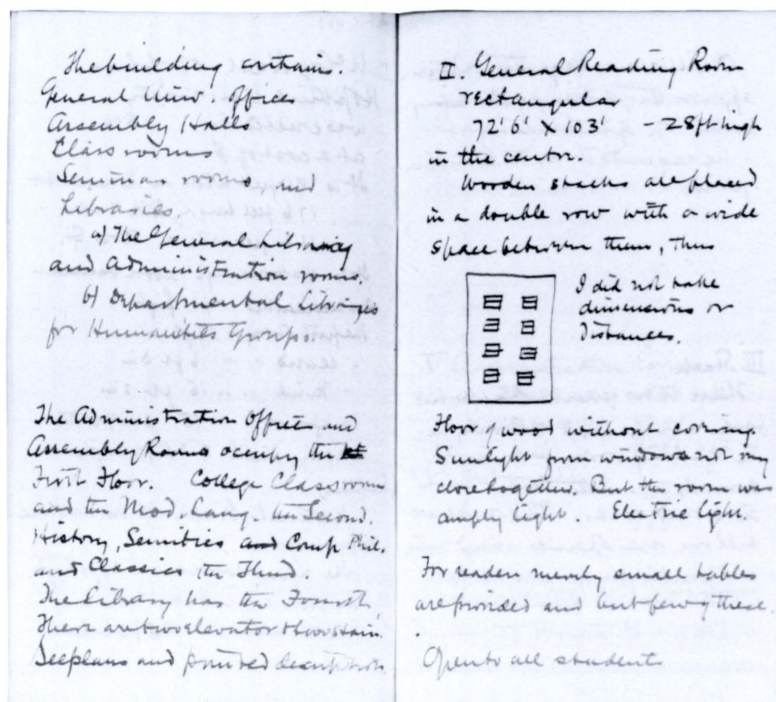 The building contains.
General Univ. Offices
Assembly Halls
Class rooms
Seminar rooms and
Libraries.
a) The General Library
and Administration rooms.
b) Departmental Libraries
for Humanities Groups.
The Administration Offices and
Assembly Rooms occupy the
First Floor. College Classrooms
and the Mod. Lang. the Second.
History, Semitics and Comp. Phil.
and Classics the Third.
The Library has the Fourth.
There are two elevators
See plans and printed description
II General Reading Room
rectangular
72' 6' X 103' - 28 ft high
in the center.
Wooden stacks are placed
in a double row with a wide
space between them, thus
I did not take
dimensions or
distances.
Floor of wood without covering
Sunlight from windows not very
close together. But the room was
amply light. Electric light.
For readers merely small tables
are provided and but few of these.
Open to all students